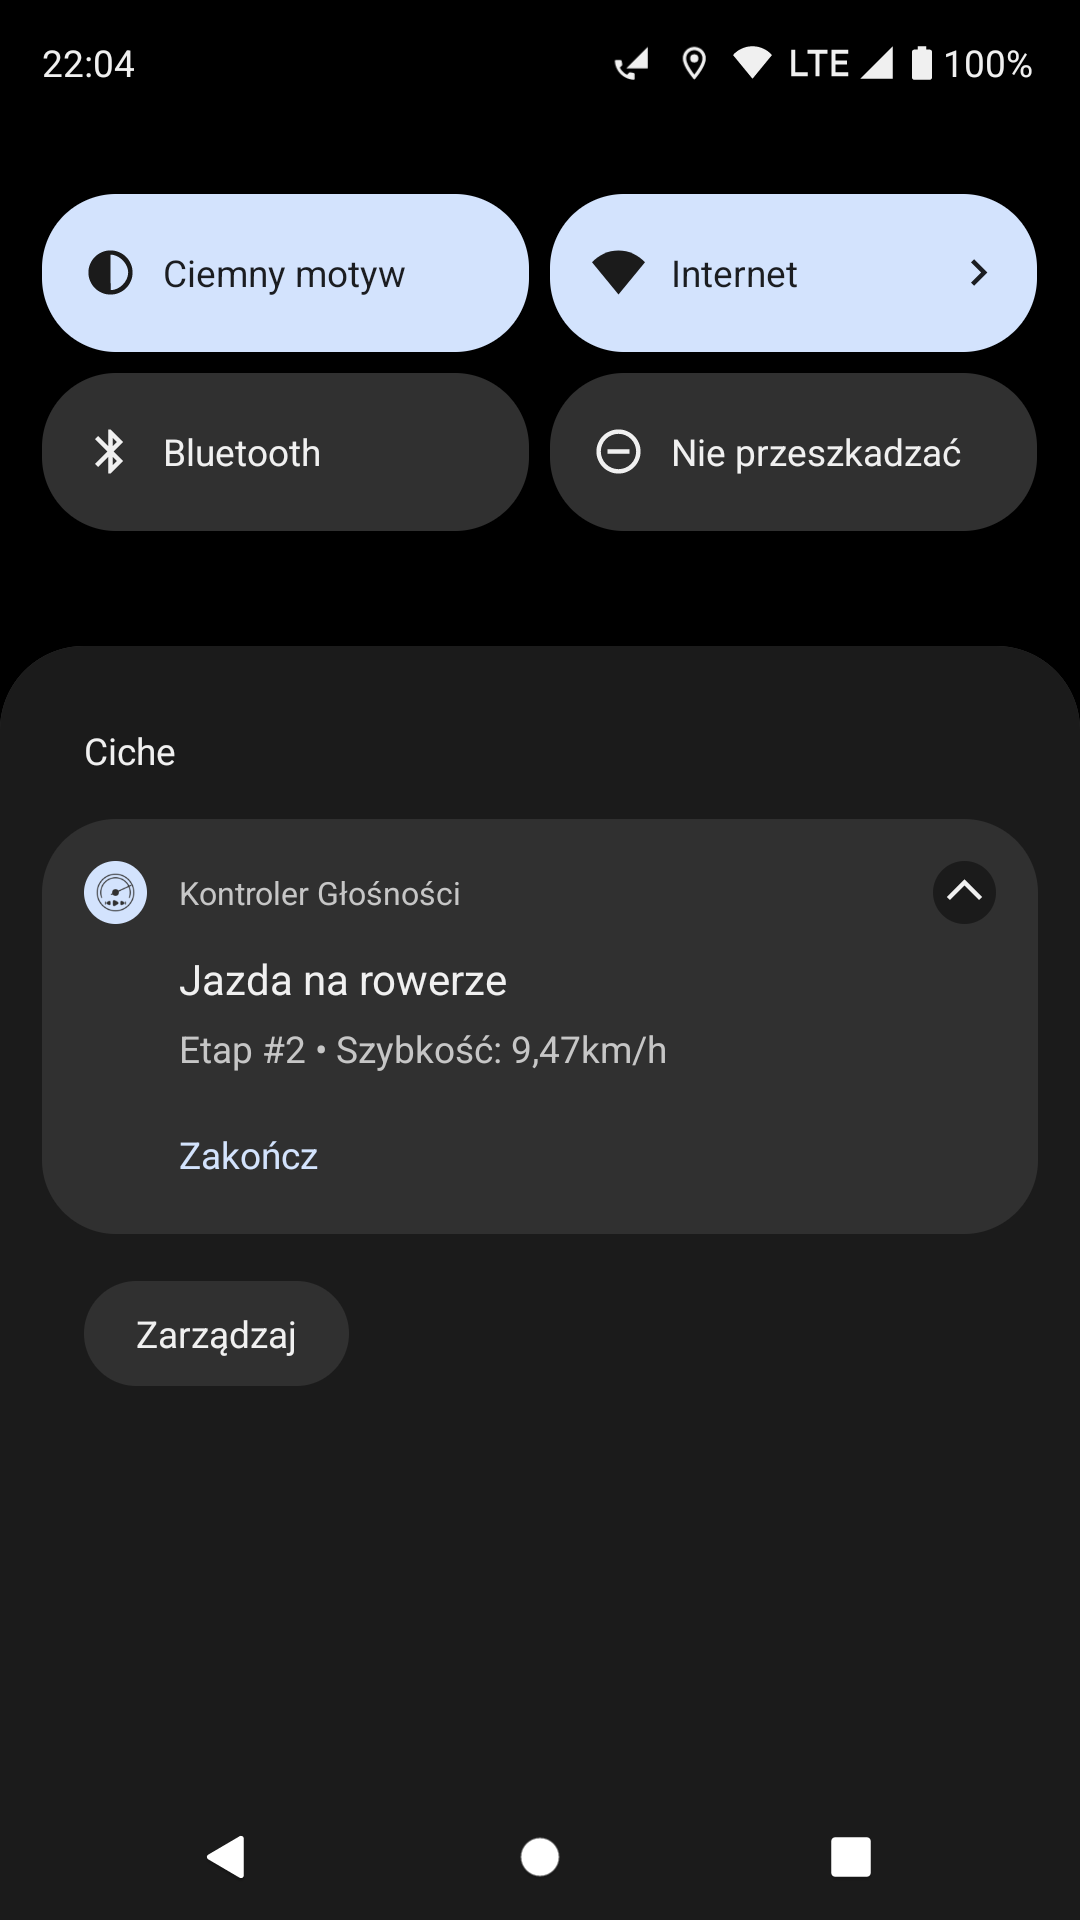 22:04 LTE 100%
Ciemny motyw Internet
Bluetooth Nie przeszkadzać
Ciche
Kontroler Głośności
Jazda na rowerze
Etap #2 • Szybkość: 9,47km/h
Zakończ
Zarządzaj